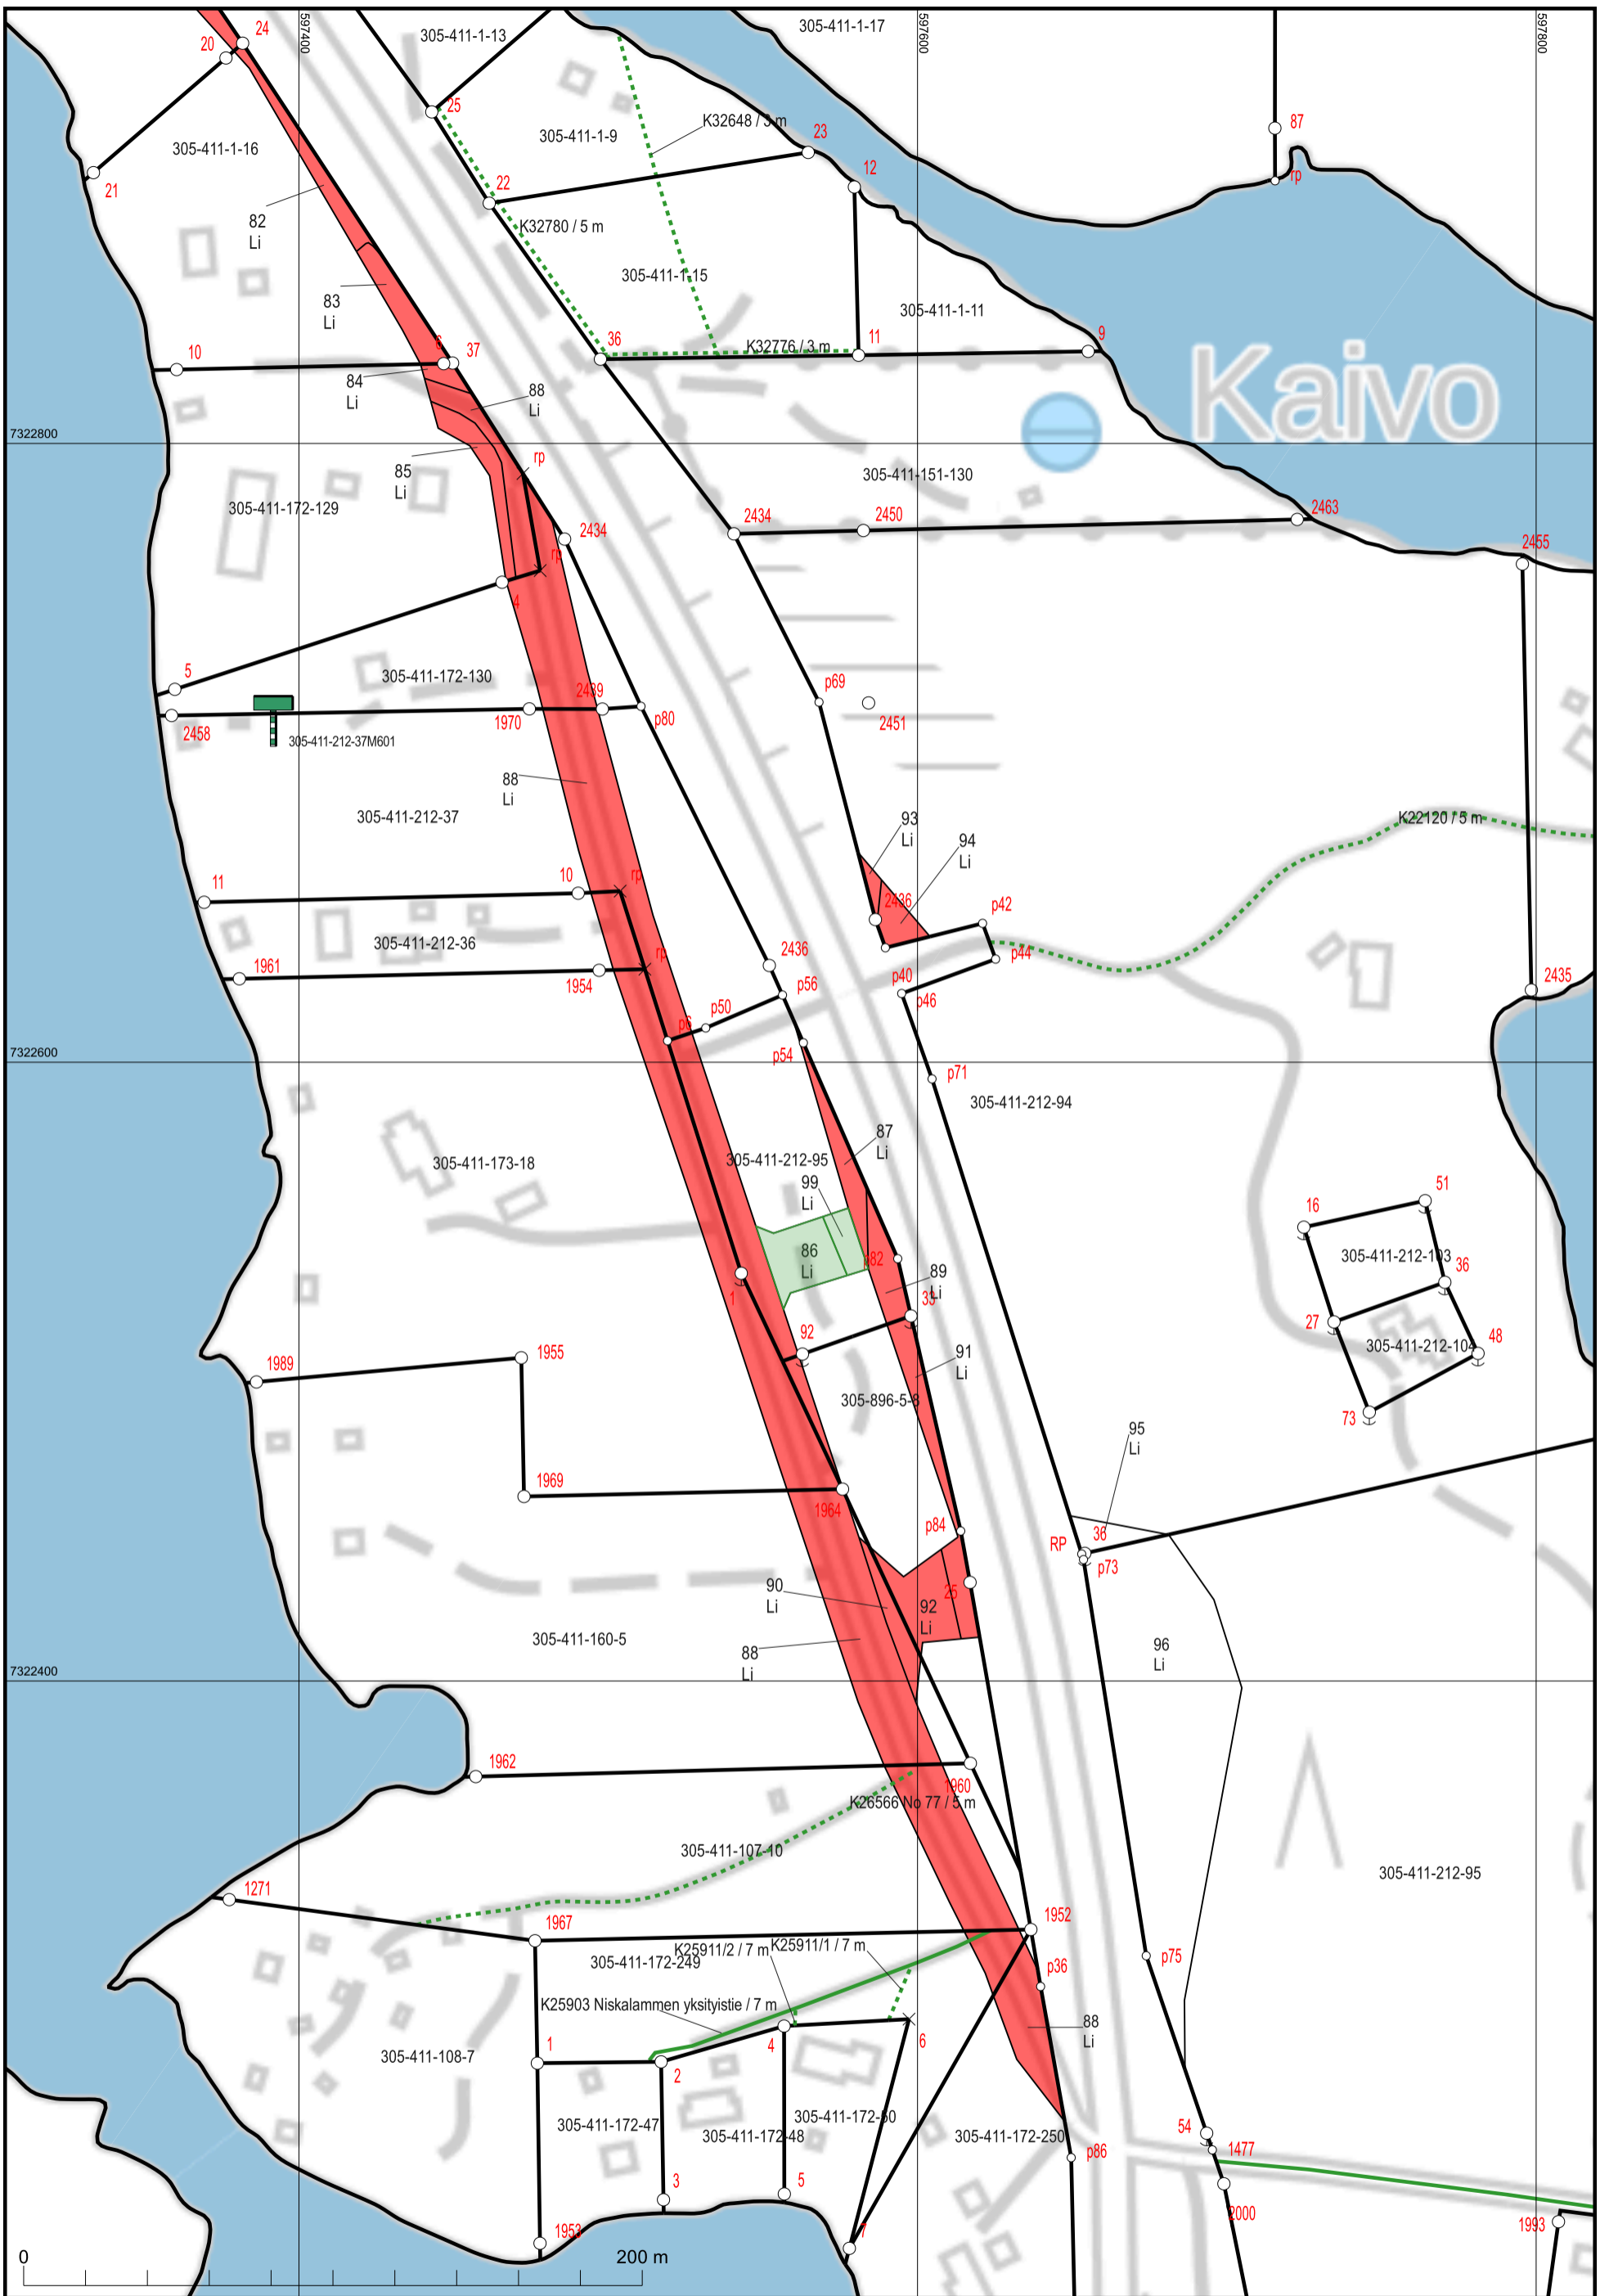 24
20
597400
305-411-1-13
305-411-1-17
597600
597800
25
305-411-1-9
K32648 / 3 m
23
87
305-411-1-16
21
22
12
rp
82
Li
K32780 / 5 m
305-411-1-15
305-411-1-11
83
Li
10
6
37
36
K32776 / 3 m
11
9
84
Li
88
Li
Kaivo
7322800
85
Li
rp
305-411-151-130
305-411-172-129
2434
2434
2450
2463
rp
2455
4
5
305-411-172-130
2439
p69
2458
1970
p80
2451
305-411-212-37M601
88
Li
305-411-212-37
93
Li
K22120 / 5 m
94
Li
11
10
rp
2436
p42
305-411-212-36
1961
1954
rp
2436
p44
p40
p56
p46
2435
p50
p6
p54
7322600
p71
305-411-212-94
87
Li
305-411-173-18
305-411-212-95
99
Li
51
16
86
Li
p82
305-411-212-103
89
Li
36
1
33
27
92
305-411-212-104
48
1989
1955
91
Li
305-896-5-8
73
95
Li
1969
1964
p84
RP
36
p73
90
Li
25
92
Li
305-411-160-5
88
Li
96
Li
7322400
1962
1960
K26566 No 77 / 5 m
305-411-107-10
305-411-212-95
1271
1967
1952
K25911/2 / 7 m
K25911/1 / 7 m
305-411-172-249
p36
p75
K25903 Niskalammen yksityistie / 7 m
88
Li
305-411-108-7
1
2
4
6
305-411-172-47
305-411-172-48
305-411-172-50
305-411-172-250
54
1477
p86
3
5
2000
1993
1953
7
0
200 m